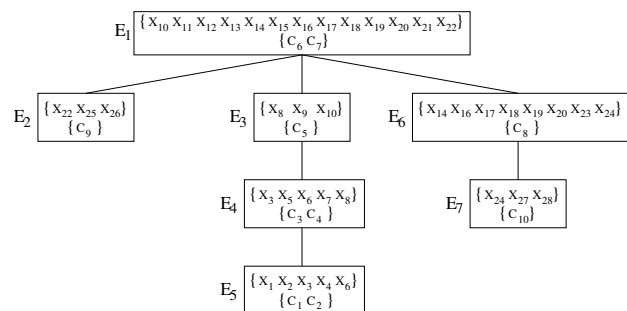 E₁ {X₁₀ X₁₁ X₁₂ X₁₃ X₁₄ X₁₅ X₁₆ X₁₇ X₁₈ X₁₉ X₂₀ X₂₁ X₂₂}
{C₆ C₇}
E₂ {X₂₂ X₂₅ X₂₆}
{C₉ }
E₃ {X₈ X₉ X₁₀}
{C₅ }
E₆ {X₁₄ X₁₆ X₁₇ X₁₈ X₁₉ X₂₀ X₂₃ X₂₄}
{C₈ }
E₄ {X₃ X₅ X₆ X₇ X₈}
{C₃ C₄ }
E₇ {X₂₄ X₂₇ X₂₈}
{C₁₀}
E₅ {X₁ X₂ X₃ X₄ X₆}
{C₁ C₂ }